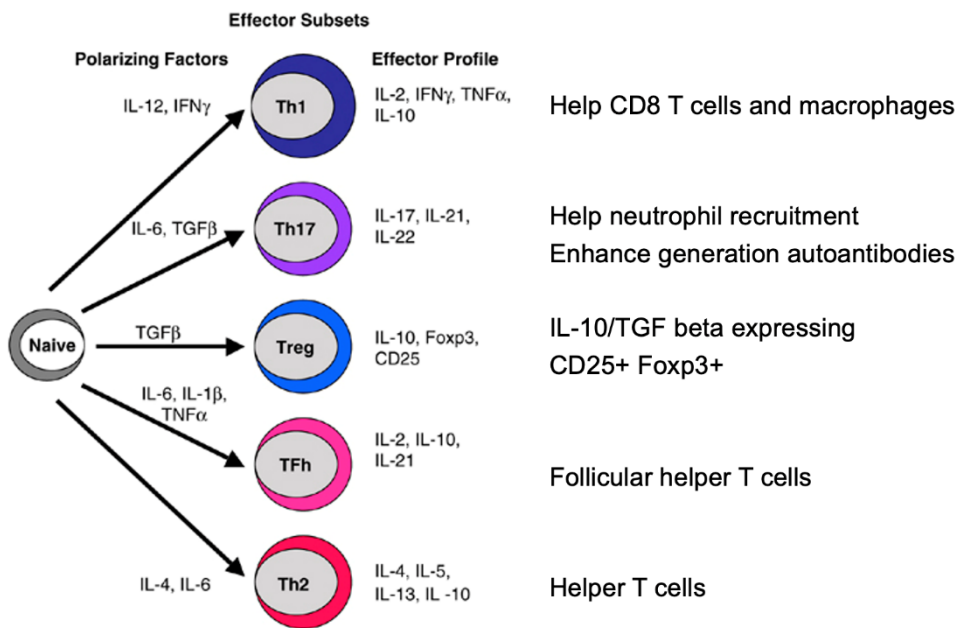 Effector Subsets
Polarizing Factors
Effector Profile
IL-12, IFNγ
Th1
IL-2, IFNγ, TNFα,
IL-10
Help CD8 T cells and macrophages
IL-6, TGFβ
Th17
IL-17, IL-21,
IL-22
Help neutrophil recruitment
Enhance generation autoantibodies
Naive
TGFβ
Treg
IL-10, Foxp3,
CD25
IL-10/TGF beta expressing
CD25+ Foxp3+
IL-6, IL-1β,
TNFα
TFh
IL-2, IL-10,
IL-21
Follicular helper T cells
IL-4, IL-6
Th2
IL-4, IL-5,
IL-13, IL -10
Helper T cells